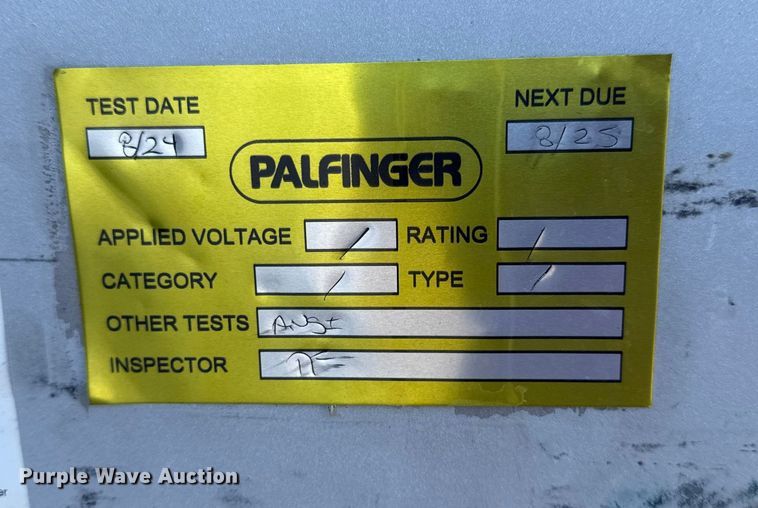 TEST DATE
8/24
NEXT DUE
8/25
PALFINGER
APPLIED VOLTAGE / RATING /
CATEGORY / TYPE /
OTHER TESTS ANSI
INSPECTOR
Purple Wave Auction
er